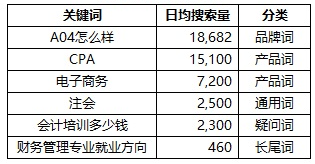 关键词 日均搜索量 分类
A04怎么样 18,682 品牌词
CPA 15,100 产品词
电子商务 7,200 产品词
注会 2,500 通用词
会计培训多少钱 2,300 疑问词
财务管理专业就业方向 460 长尾词